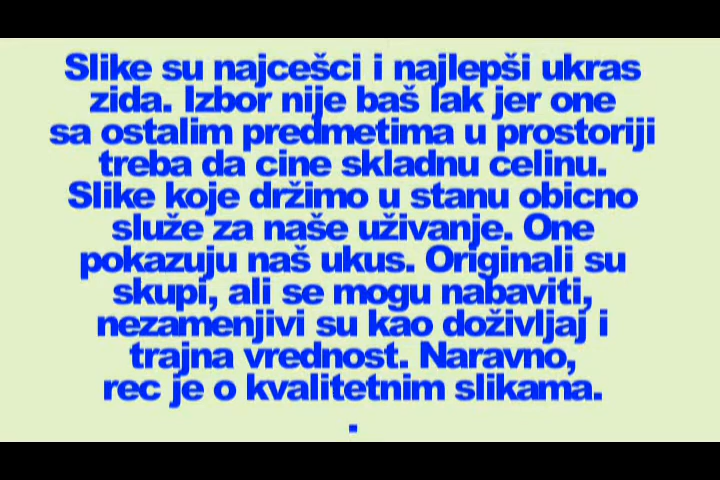 Slike su najcešci i najlepši ukras
zida. Izbor nije baš lak jer one
sa ostalim predmetima u prostoriji
treba da cine skladnu celinu.
Slike koje držimo u stanu obicno
služe za naše uživanje. One
pokazuju naš ukus. Originali su
skupi, ali se mogu nabaviti,
nezamenjivi su kao doživljaj i
trajna vrednost. Naravno,
rec je o kvalitetnim slikama.
.